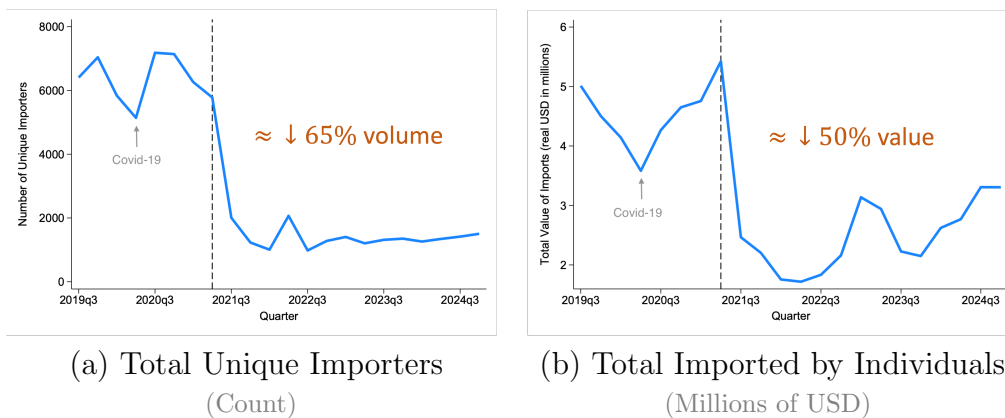 8000
6000
4000
2000
0
Number of Unique Importers
Covid-19
≈ ↓ 65% volume
2019q3 2020q3 2021q3 2022q3 2023q3 2024q3
Quarter
(a) Total Unique Importers
(Count)
6
5
4
3
2
Total Value of Imports (real USD in millions)
Covid-19
≈ ↓ 50% value
2019q3 2020q3 2021q3 2022q3 2023q3 2024q3
Quarter
(b) Total Imported by Individuals
(Millions of USD)